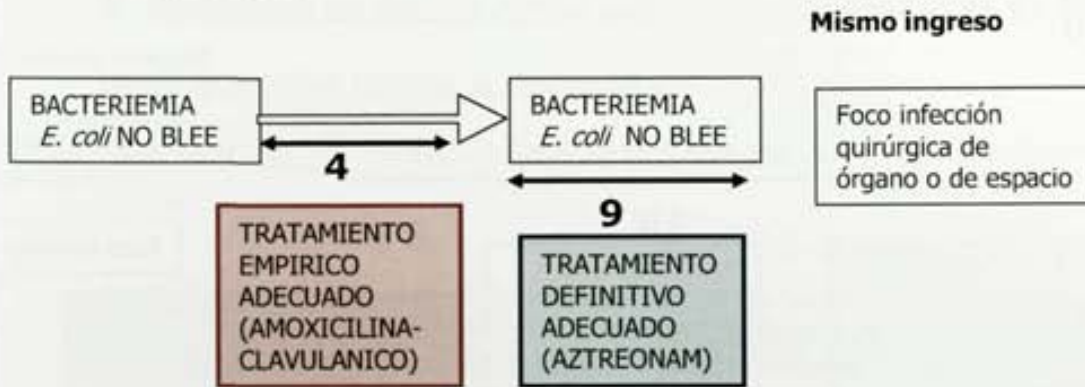 Mismo ingreso
BACTERIEMIA
E. coli NO BLEE
BACTERIEMIA
E. coli NO BLEE
Foco infección
quirúrgica de
órgano o de espacio
4
9
TRATAMIENTO
EMPIRICO
ADECUADO
(AMOXICILINA-
CLAVULANICO)
TRATAMIENTO
DEFINITIVO
ADECUADO
(AZTREONAM)